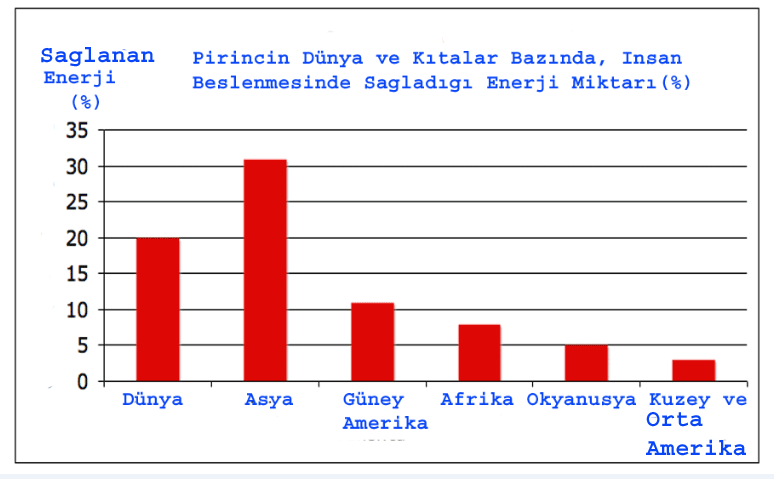 Saglanan
Enerji
(%)
Pirincin Dünya ve Kıtalar Bazında, Insan
Beslenmesinde Sagladıgı Enerji Miktarı(%)
35
30
25
20
15
10
5
0
Dünya
Asya
Güney
Amerika
Afrika
Okyanusya
Kuzey ve
Orta
Amerika